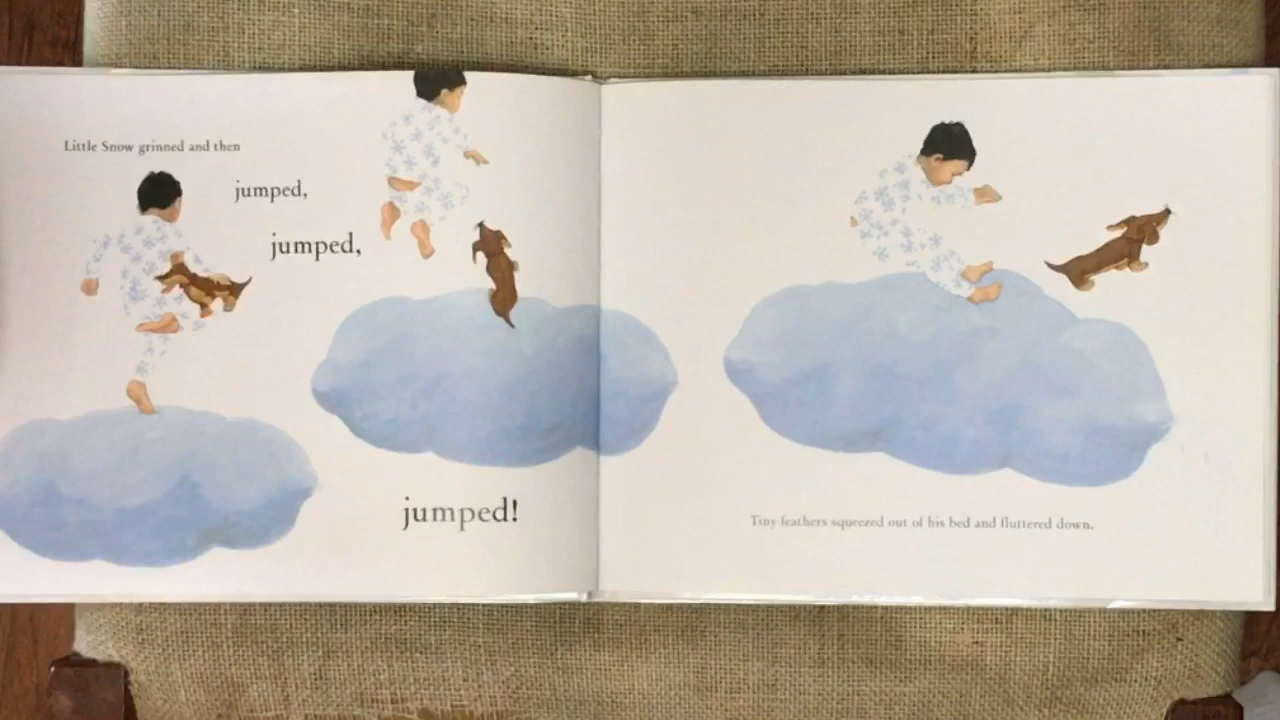 Little Snow grinned and then
jumped,
jumped,
jumped!
Tiny feathers squeezed out of his bed and fluttered down.